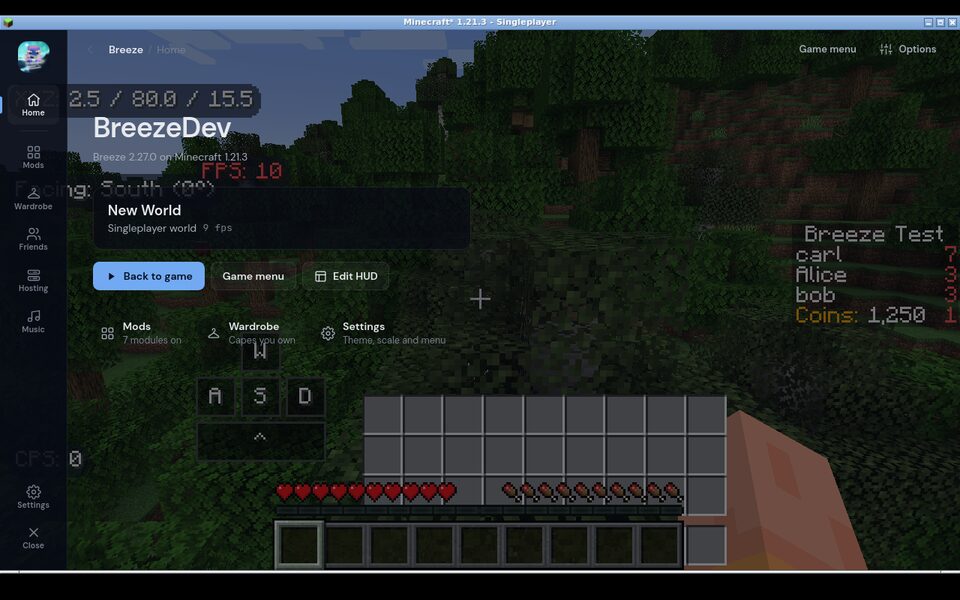 Minecraft* 1.21.3 - Singleplayer
Breeze / Home
Game menu
Options
Home
Mods
Wardrobe
Friends
Hosting
Music
Settings
Close
2.5 / 80.0 / 15.5
BreezeDev
Breeze 2.27.0 on Minecraft 1.21.3
FPS: 10
Facing: South (0°)
New World
Singleplayer world 9 fps
Back to game
Game menu
Edit HUD
Mods
7 modules on
Wardrobe
Capes you own
Settings
Theme, scale and menu
W
A S D
^
CPS: 0
Breeze Test
carl 7
Alice 3
bob 3
Coins: 1,250 1